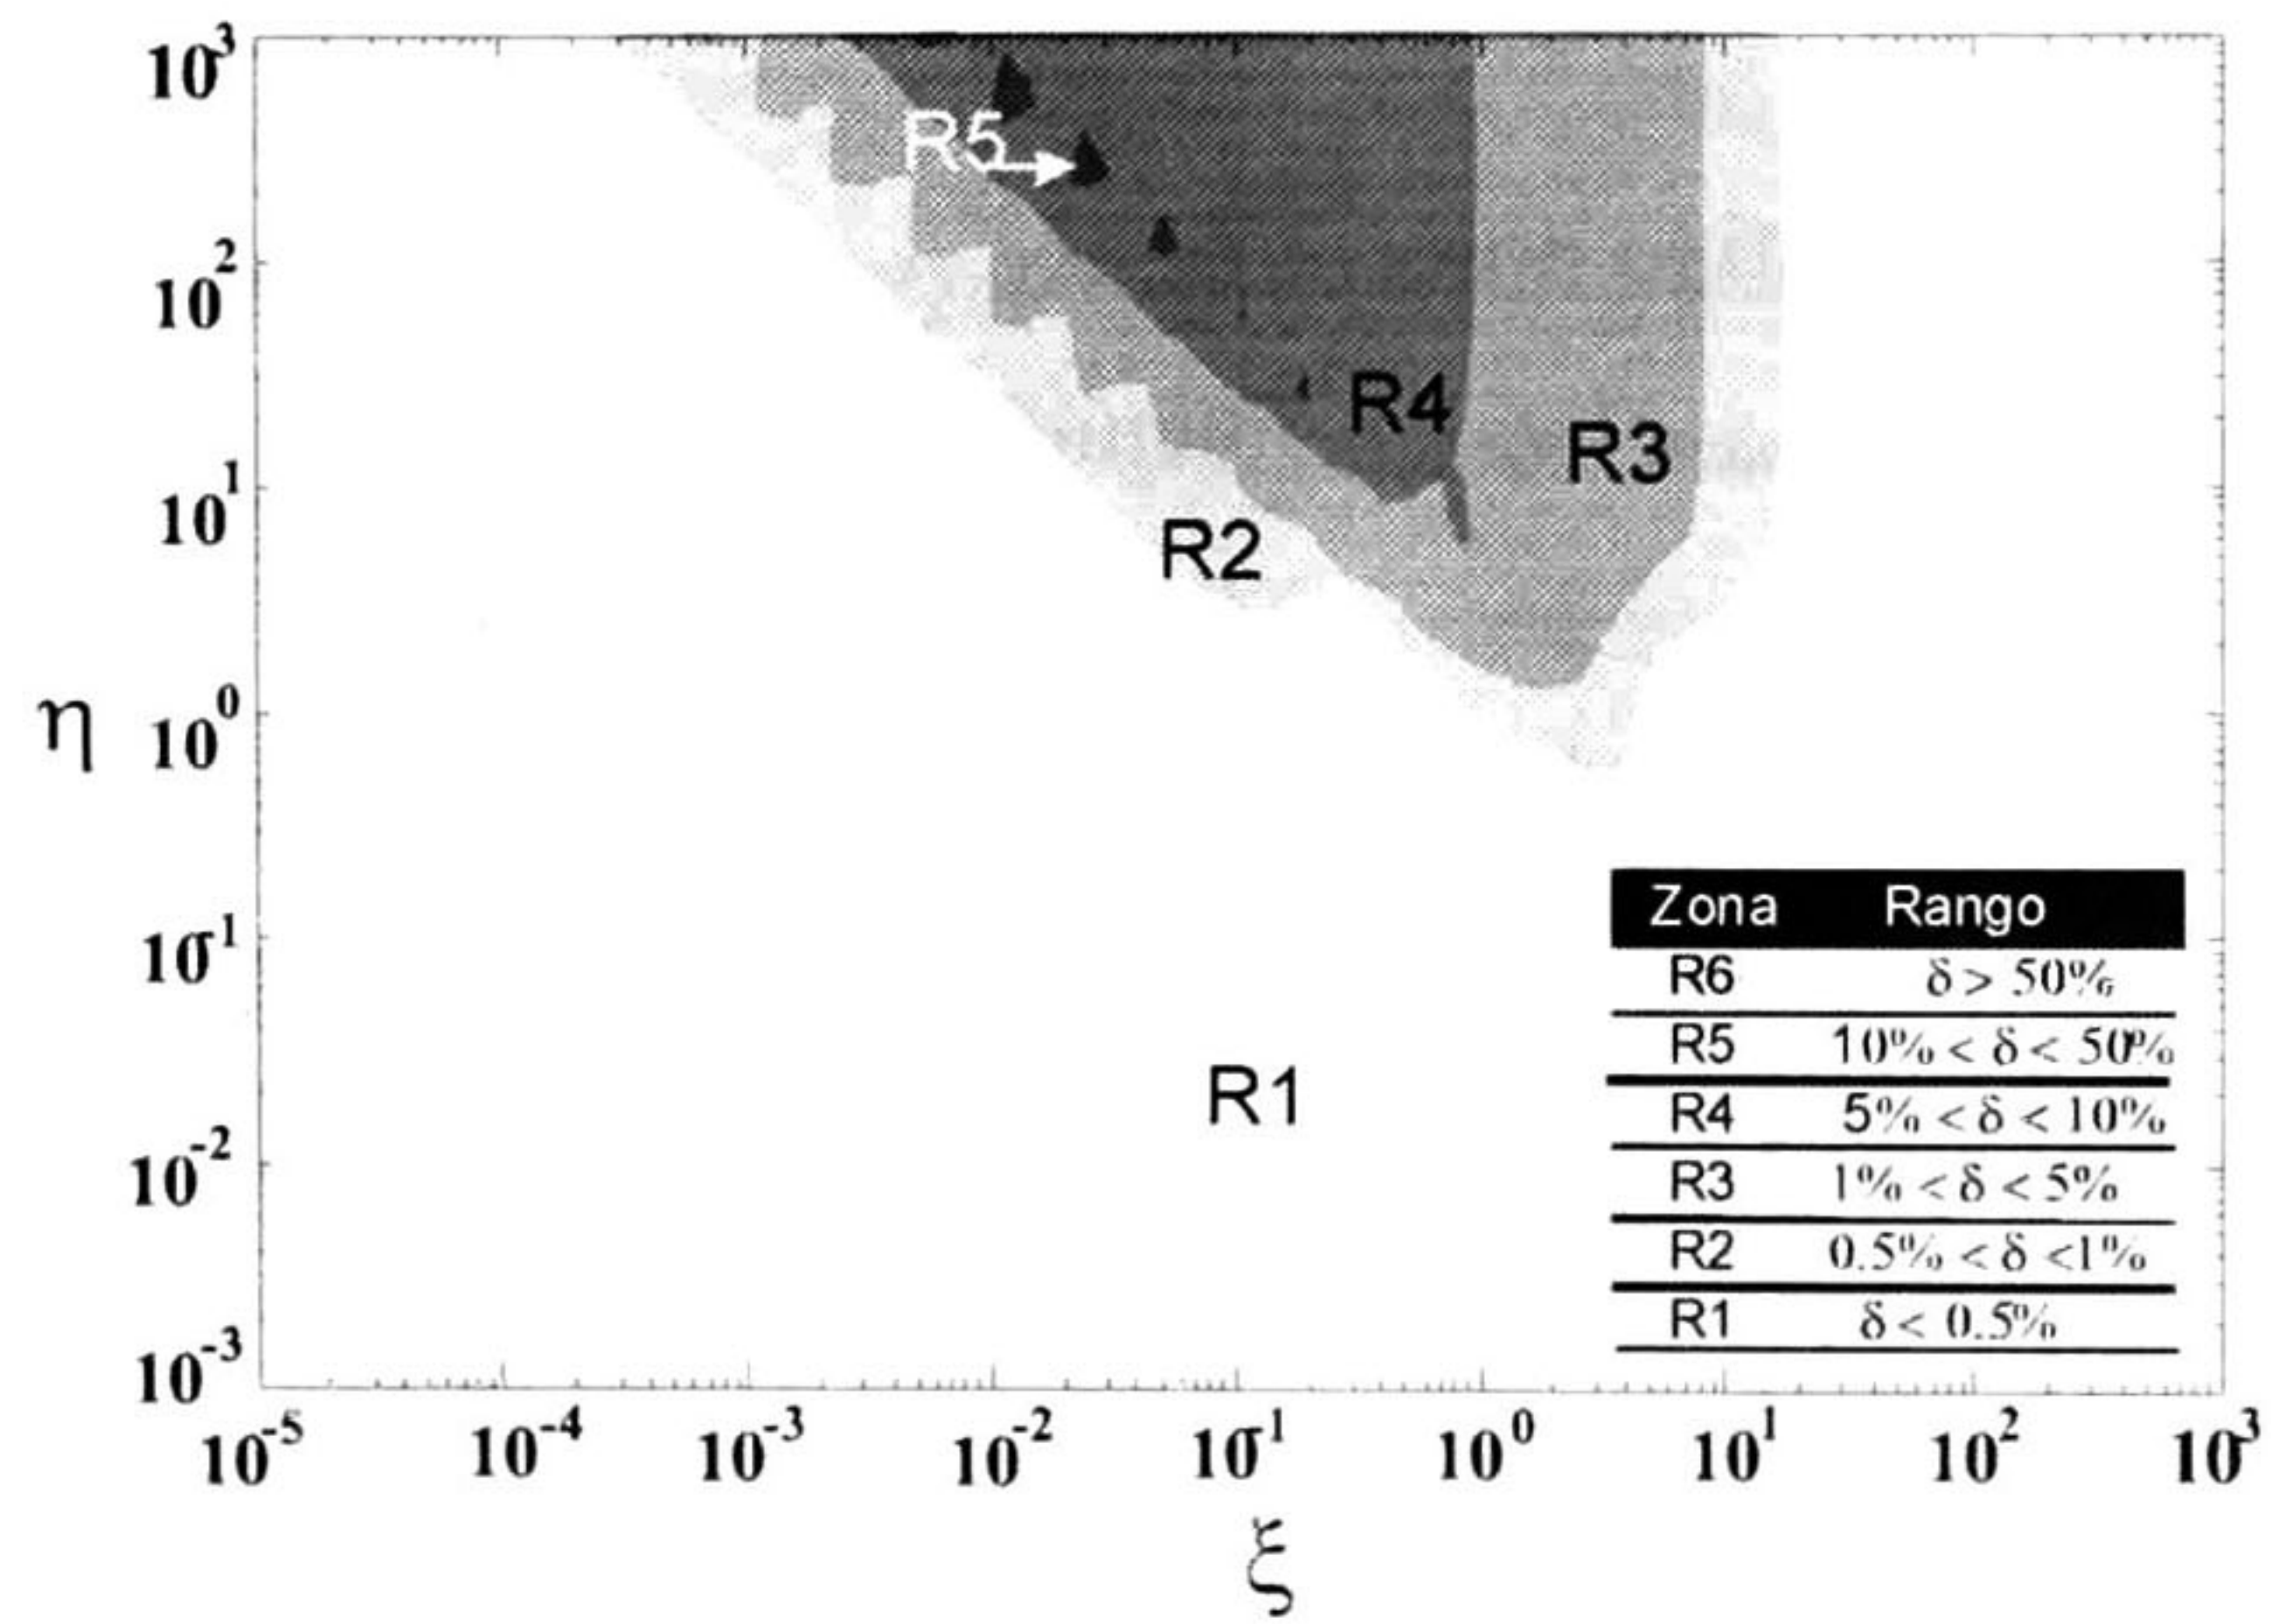 10³
R5
10²
R4
R3
10¹
R2
η 10⁰
Zona Rango
10⁻¹
R6 δ > 50%
R5 10% < δ < 50%
R1
R4 5% < δ < 10%
10⁻²
R3 1% < δ < 5%
R2 0.5% < δ <1%
R1 δ < 0.5%
10⁻³
10⁻⁵ 10⁻⁴ 10⁻³ 10⁻² 10⁻¹ 10⁰ 10¹ 10² 10³
ξ